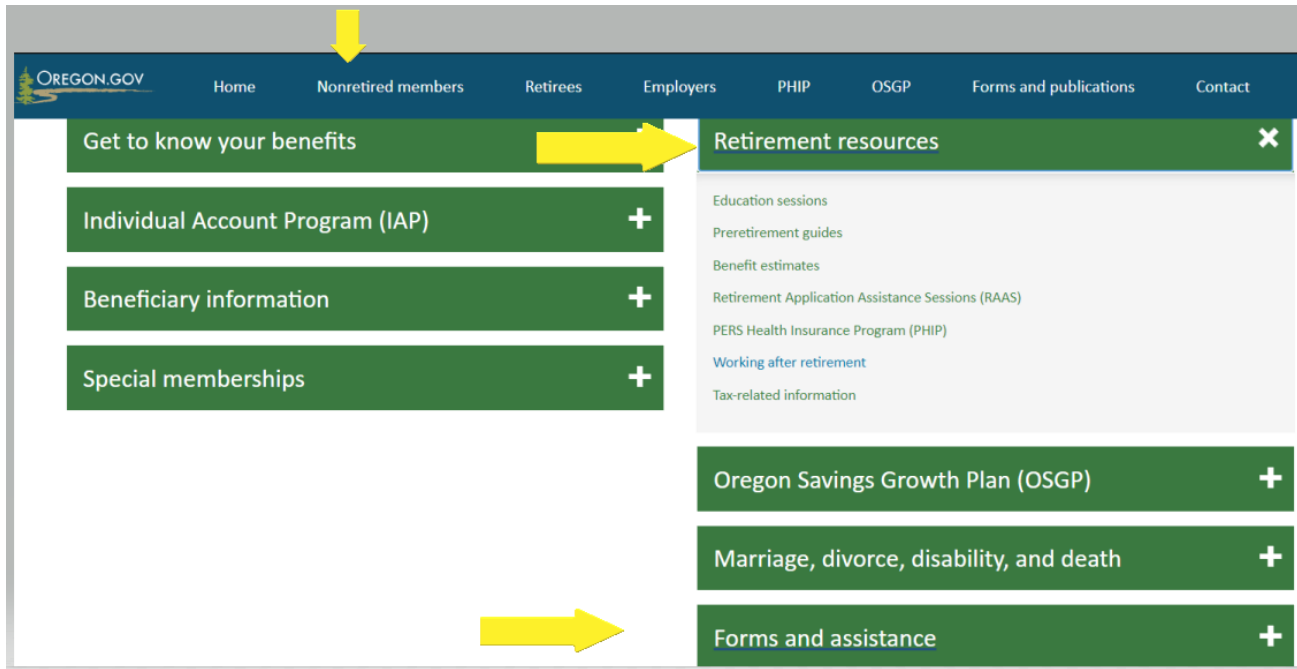 OREGON.GOV
Home Nonretired members Retirees Employers PHIP OSGP Forms and publications Contact
Get to know your benefits
Individual Account Program (IAP)
Beneficiary information
Special memberships
Retirement resources
Education sessions
Preretirement guides
Benefit estimates
Retirement Application Assistance Sessions (RAAS)
PERS Health Insurance Program (PHIP)
Working after retirement
Tax-related information
Oregon Savings Growth Plan (OSGP)
Marriage, divorce, disability, and death
Forms and assistance